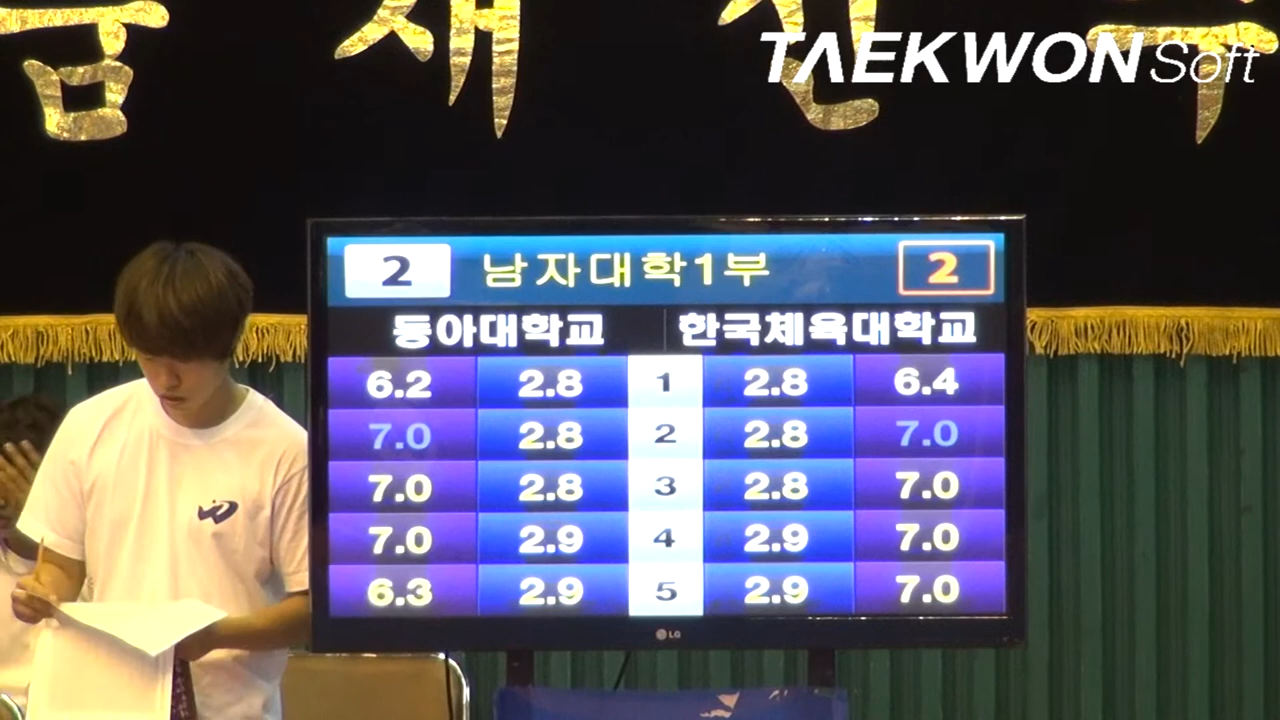 TAEKWON Soft
2 남자대학1부 2
동아대학교 한국체육대학교
6.2 2.8 1 2.8 6.4
7.0 2.8 2 2.8 7.0
7.0 2.8 3 2.8 7.0
7.0 2.9 4 2.9 7.0
6.3 2.9 5 2.9 7.0
LG